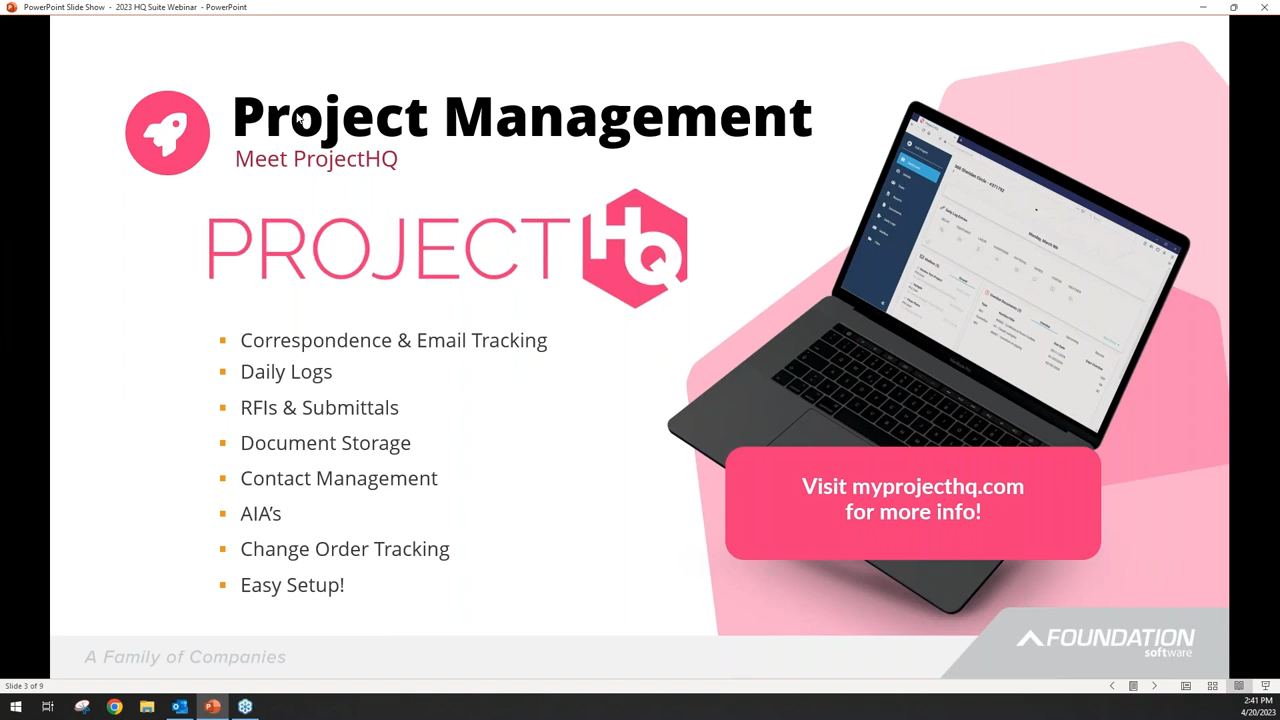 PowerPoint Slide Show - 2023 HQ Suite Webinar - PowerPoint
Project Management
Meet ProjectHQ
PROJECT HQ
Correspondence & Email Tracking
Daily Logs
RFIs & Submittals
Document Storage
Contact Management
AIA's
Change Order Tracking
Easy Setup!
Visit myprojecthq.com
for more info!
A Family of Companies
FOUNDATION
software
Slide 3 of 9
2:41 PM
4/20/2023